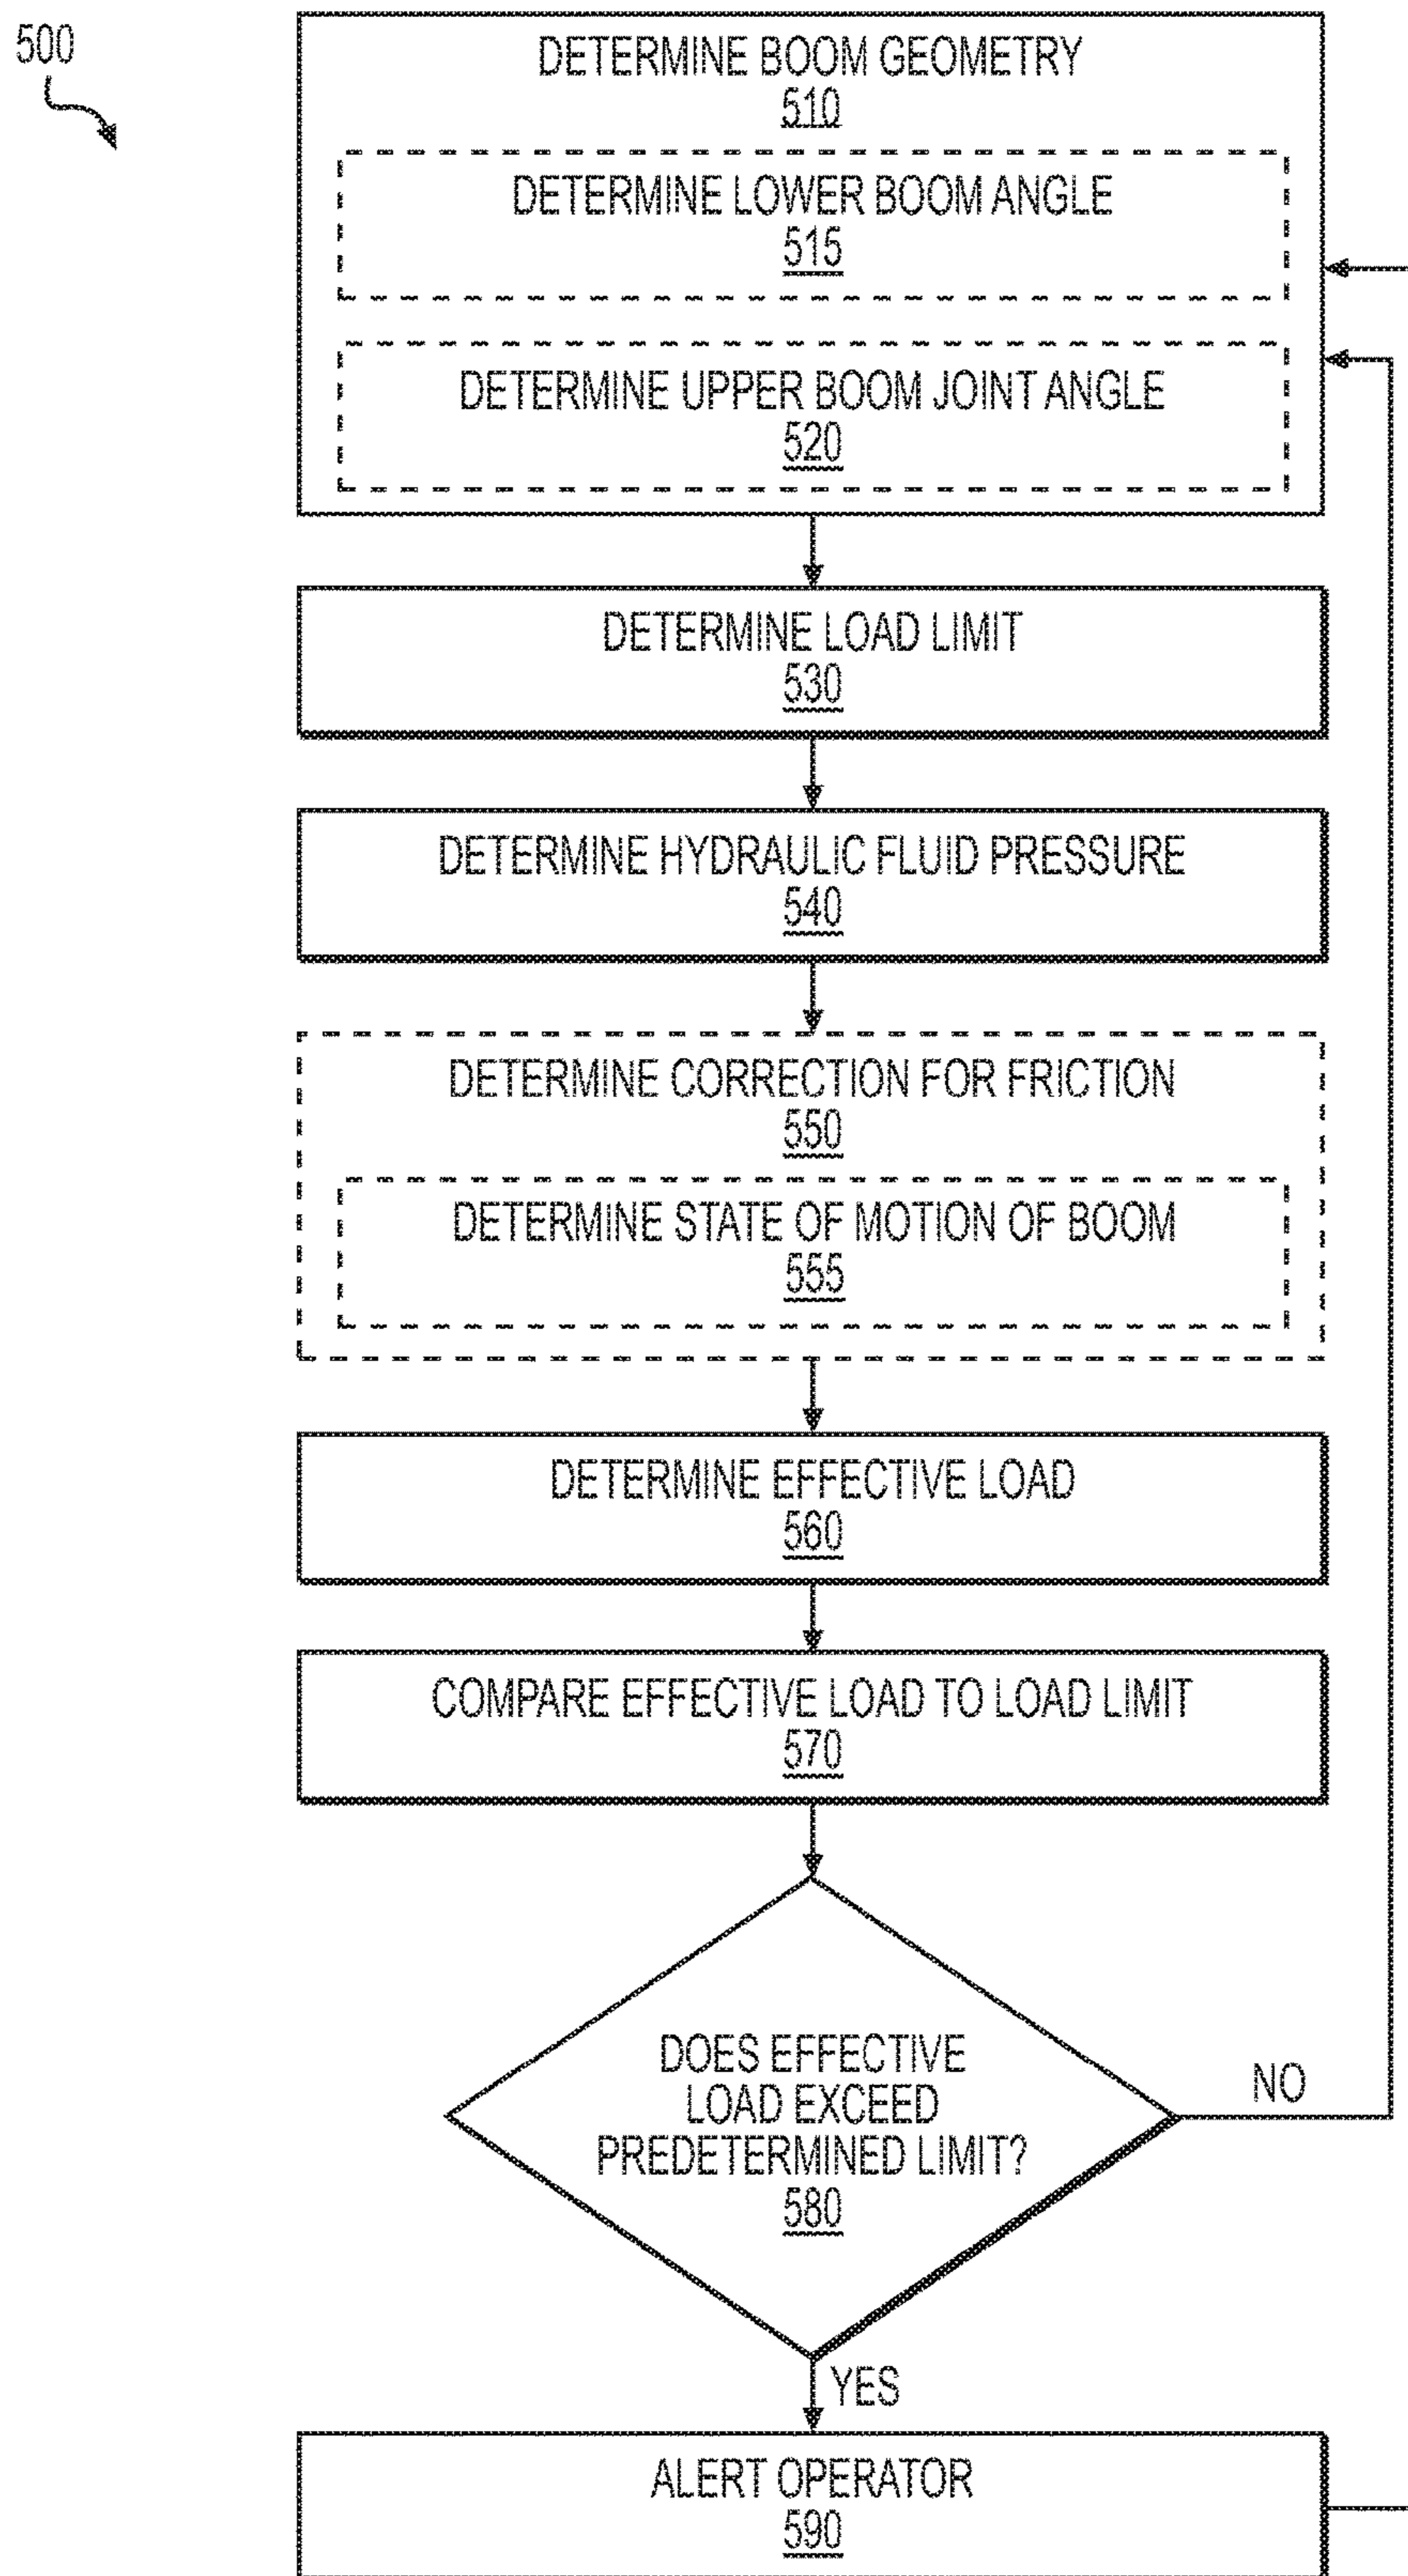 500
DETERMINE BOOM GEOMETRY
510
DETERMINE LOWER BOOM ANGLE
515
DETERMINE UPPER BOOM JOINT ANGLE
520
DETERMINE LOAD LIMIT
530
DETERMINE HYDRAULIC FLUID PRESSURE
540
DETERMINE CORRECTION FOR FRICTION
550
DETERMINE STATE OF MOTION OF BOOM
555
DETERMINE EFFECTIVE LOAD
560
COMPARE EFFECTIVE LOAD TO LOAD LIMIT
570
DOES EFFECTIVE
LOAD EXCEED
PREDETERMINED LIMIT?
580
NO
YES
ALERT OPERATOR
590